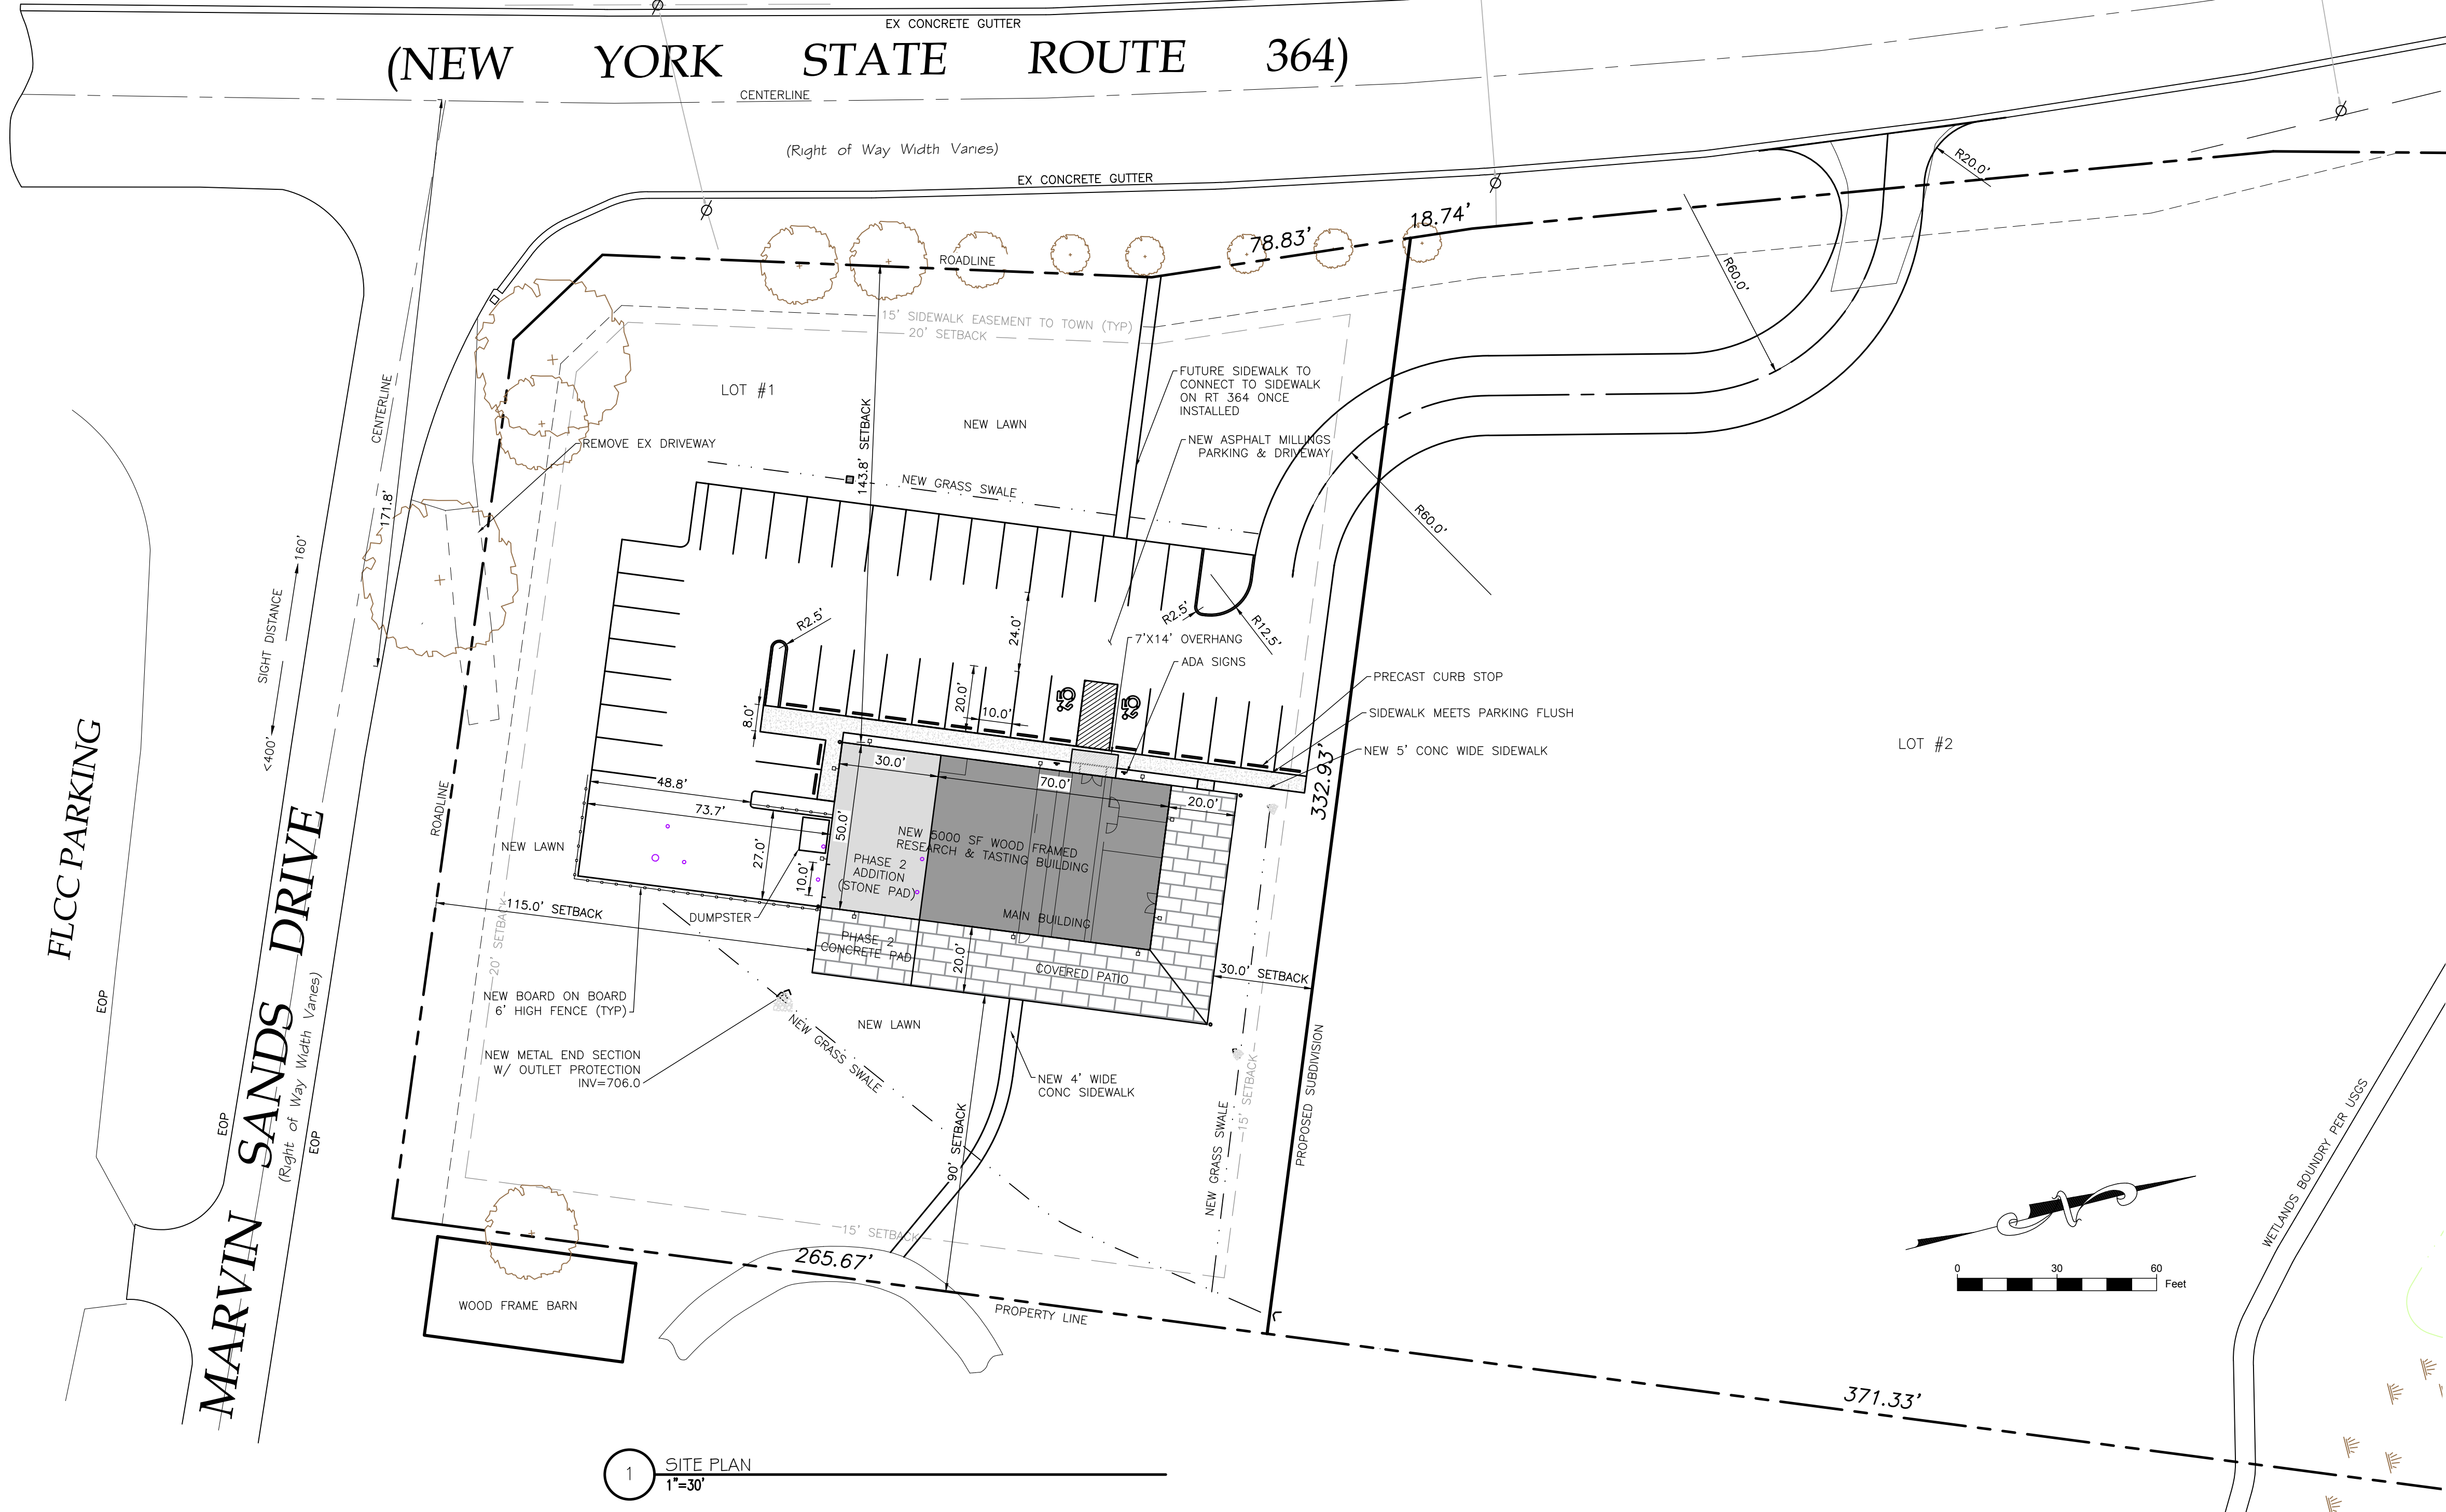 EX CONCRETE GUTTER
(NEW YORK STATE ROUTE 364)
CENTERLINE
(Right of Way Width Varies)
EX CONCRETE GUTTER
R20.0'
18.74'
78.83'
ROADLINE
R60.0'
15' SIDEWALK EASEMENT TO TOWN (TYP)
20' SETBACK
LOT #1
FUTURE SIDEWALK TO
CONNECT TO SIDEWALK
ON RT 364 ONCE
INSTALLED
NEW LAWN
143.8' SETBACK
CENTERLINE
REMOVE EX DRIVEWAY
NEW ASPHALT MILLINGS
PARKING & DRIVEWAY
NEW GRASS SWALE
171.8'
R60.0'
160'
SIGHT DISTANCE
<400'
R2.5'
24.0'
R2.5'
R12.5'
7'X14' OVERHANG
ADA SIGNS
PRECAST CURB STOP
SIDEWALK MEETS PARKING FLUSH
NEW 5' CONC WIDE SIDEWALK
20.0'
10.0'
8.0'
332.93'
LOT #2
FLCC PARKING
EOP
30.0'
70.0'
20.0'
48.8'
73.7'
50.0'
27.0'
10.0'
NEW 5000 SF WOOD FRAMED
RESEARCH & TASTING BUILDING
PHASE 2
ADDITION
(STONE PAD)
MAIN BUILDING
ROADLINE
NEW LAWN
20' SETBACK
115.0' SETBACK
DUMPSTER
PHASE 2
CONCRETE PAD
20.0'
COVERED PATIO
30.0' SETBACK
NEW BOARD ON BOARD
6' HIGH FENCE (TYP)
NEW GRASS SWALE
NEW LAWN
NEW METAL END SECTION
W/ OUTLET PROTECTION
INV=706.0
NEW 4' WIDE
CONC SIDEWALK
90' SETBACK
NEW GRASS SWALE
15' SETBACK
PROPOSED SUBDIVISION
MARVIN SANDS DRIVE
(Right of Way Width Varies)
EOP
EOP
15' SETBACK
265.67'
PROPERTY LINE
WOOD FRAME BARN
WETLANDS BOUNDRY PER USGS
N
0 30 60
Feet
371.33'
1
SITE PLAN
1"=30'